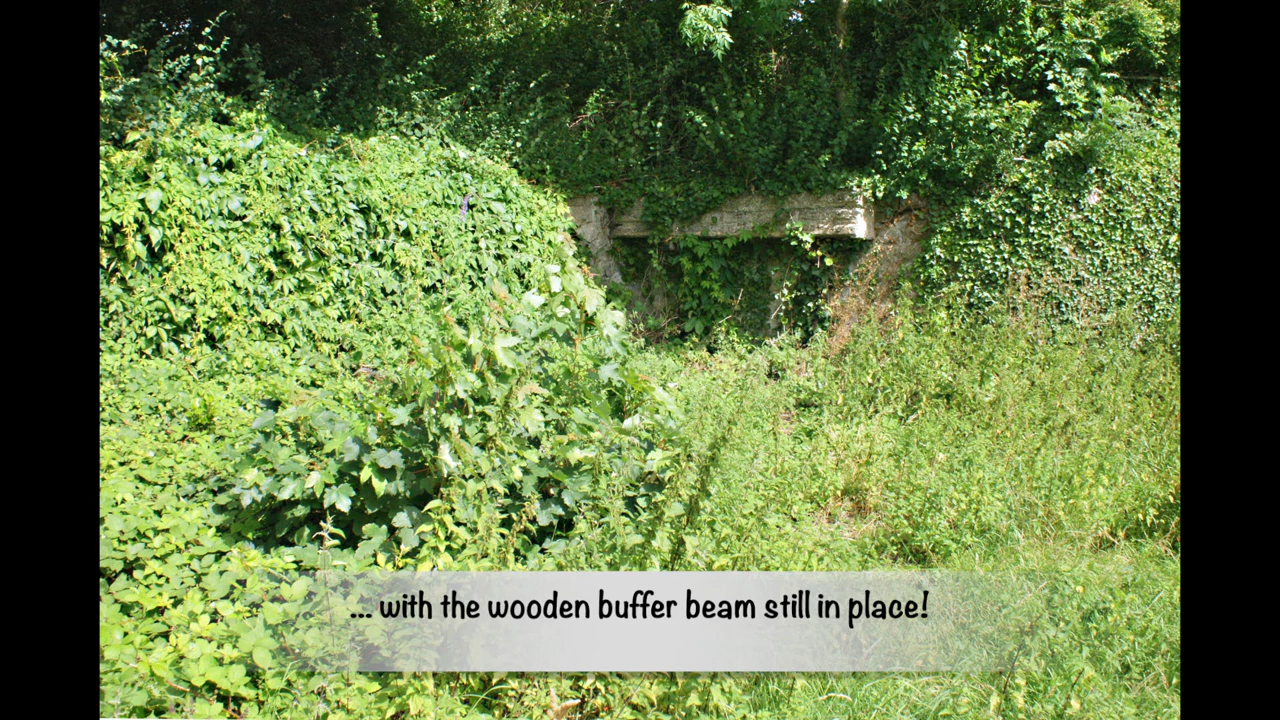 ... with the wooden buffer beam still in place!